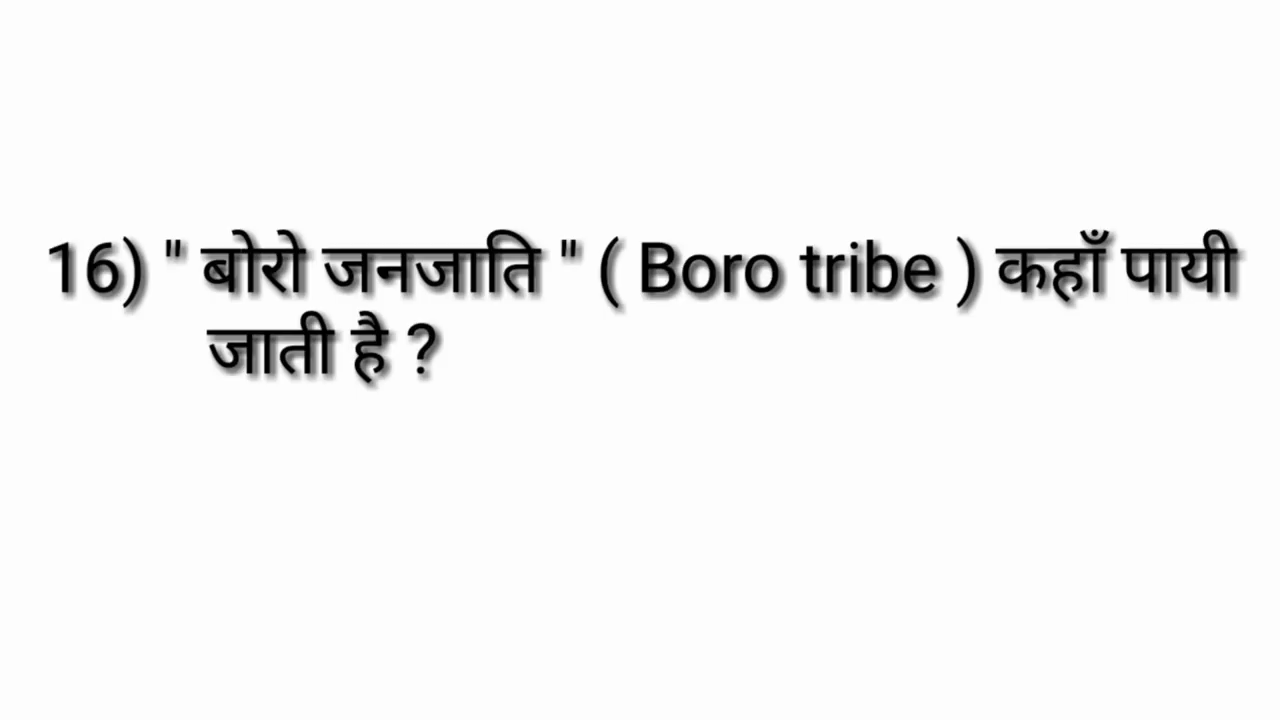 16) " बोरो जनजाति " ( Boro tribe ) कहाँ पायी
जाती है ?